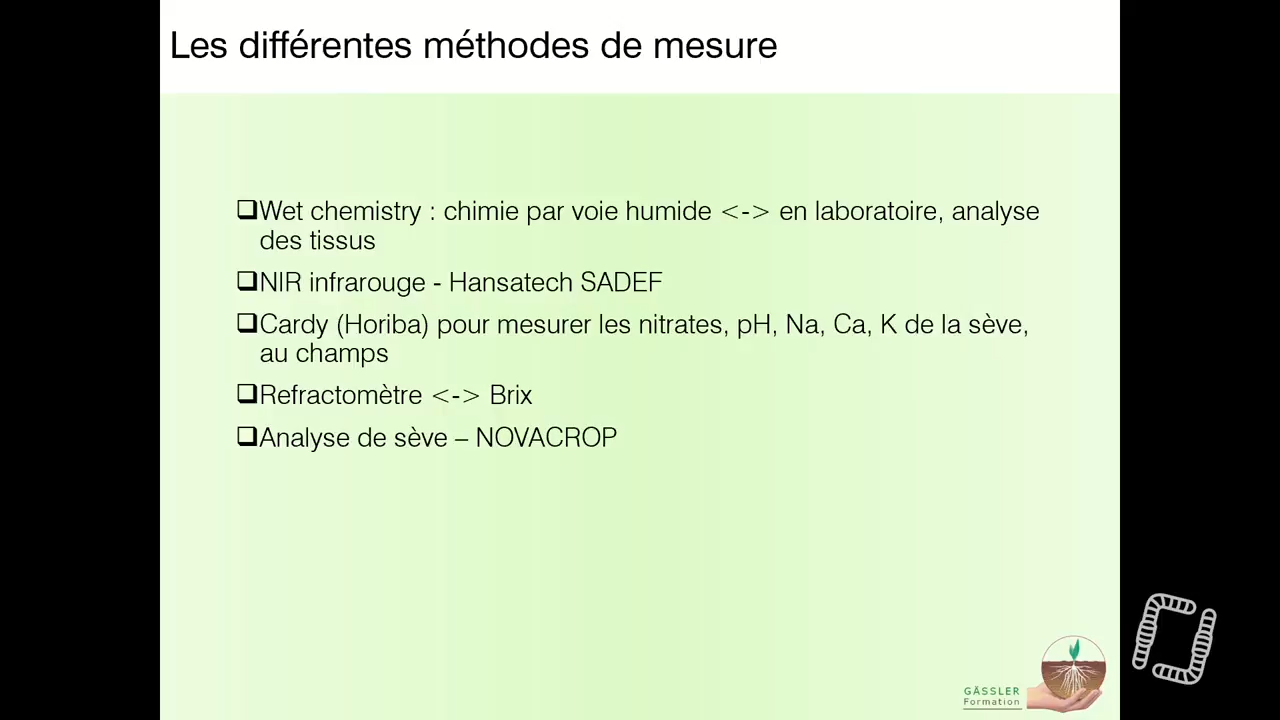 Les différentes méthodes de mesure
❑Wet chemistry : chimie par voie humide <-> en laboratoire, analyse
des tissus
❑NIR infrarouge - Hansatech SADEF
❑Cardy (Horiba) pour mesurer les nitrates, pH, Na, Ca, K de la sève,
au champs
❑Refractomètre <-> Brix
❑Analyse de sève – NOVACROP
GÄSSLER
Formation